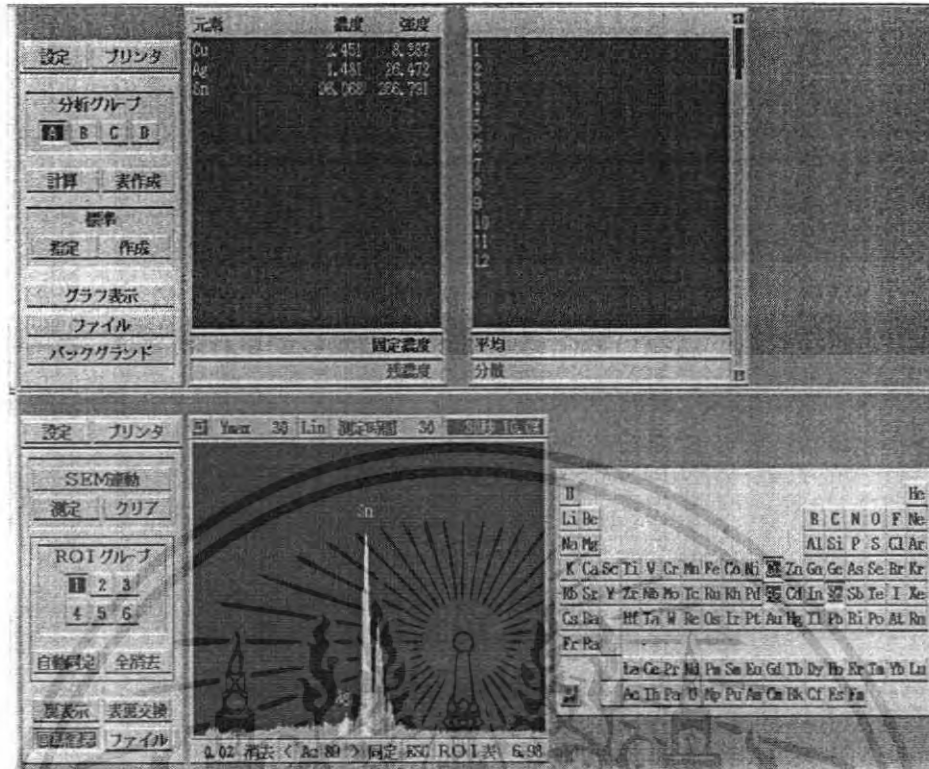 元素 濃度 強度
Cu 2.451 8.587
Ag 1.481 26.472
Sn 96.068 266.791
1
2
3
4
5
6
7
8
9
10
11
12
固定濃度
平均
残濃度
分散
設定 プリンタ
分析グループ
A B C D
計算 表作成
標準
指定 作成
グラフ表示
ファイル
バックグランド
設定 プリンタ
SEM連動
測定 クリア
ROIグループ
1 2 3
4 5 6
自動同定 全消去
裏表示 表裏交換
ファイル
Ymax 30 Lin 測定時間 30
Sn
0.02 消去 < Ac 89 > 同定 ESC ROI表 6.98
H He
Li Be B C N O F Ne
Na Mg Al Si P S Cl Ar
K Ca Sc Ti V Cr Mn Fe Co Ni Cu Zn Ga Ge As Se Br Kr
Rb Sr Y Zr Nb Mo Tc Ru Rh Pd Ag Cd In Sn Sb Te I Xe
Cs Ba Hf Ta W Re Os Ir Pt Au Hg Tl Pb Bi Po At Rn
Fr Ra
La Ce Pr Nd Pm Sm Eu Gd Tb Dy Ho Er Tm Yb Lu
Ac Th Pa U Np Pu Am Cm Bk Cf Es Fm